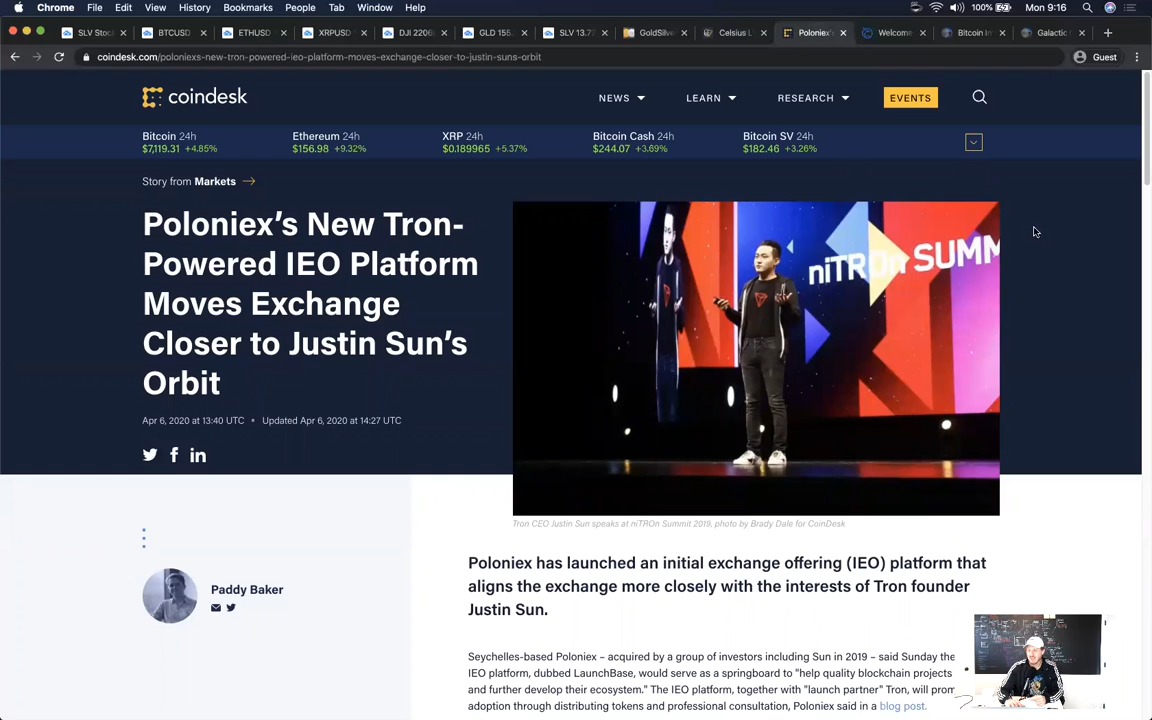 Chrome File Edit View History Bookmarks People Tab Window Help 100% Mon 9:16
SLV Stoc BTCUSD ETHUSD XRPUSD DJI 2206 GLD 155. SLV 13.77 GoldSilve Celsius L Poloniex' Welcome Bitcoin In Galactic
coindesk.com/poloniexs-new-tron-powered-ieo-platform-moves-exchange-closer-to-justin-suns-orbit Guest
coindesk NEWS LEARN RESEARCH EVENTS
Bitcoin 24h Ethereum 24h XRP 24h Bitcoin Cash 24h Bitcoin SV 24h
$7,119.31 +4.85% $156.98 +9.32% $0.189965 +5.37% $244.07 +3.69% $182.46 +3.26%
Story from Markets
Poloniex’s New Tron-
Powered IEO Platform
Moves Exchange
Closer to Justin Sun’s
Orbit
Apr 6, 2020 at 13:40 UTC • Updated Apr 6, 2020 at 14:27 UTC
niTROn SUMM
Tron CEO Justin Sun speaks at niTROn Summit 2019, photo by Brady Dale for CoinDesk
Paddy Baker
Poloniex has launched an initial exchange offering (IEO) platform that
aligns the exchange more closely with the interests of Tron founder
Justin Sun.
Seychelles-based Poloniex – acquired by a group of investors including Sun in 2019 – said Sunday the
IEO platform, dubbed LaunchBase, would serve as a springboard to "help quality blockchain projects
and further develop their ecosystem." The IEO platform, together with "launch partner" Tron, will prom
adoption through distributing tokens and professional consultation, Poloniex said in a blog post.